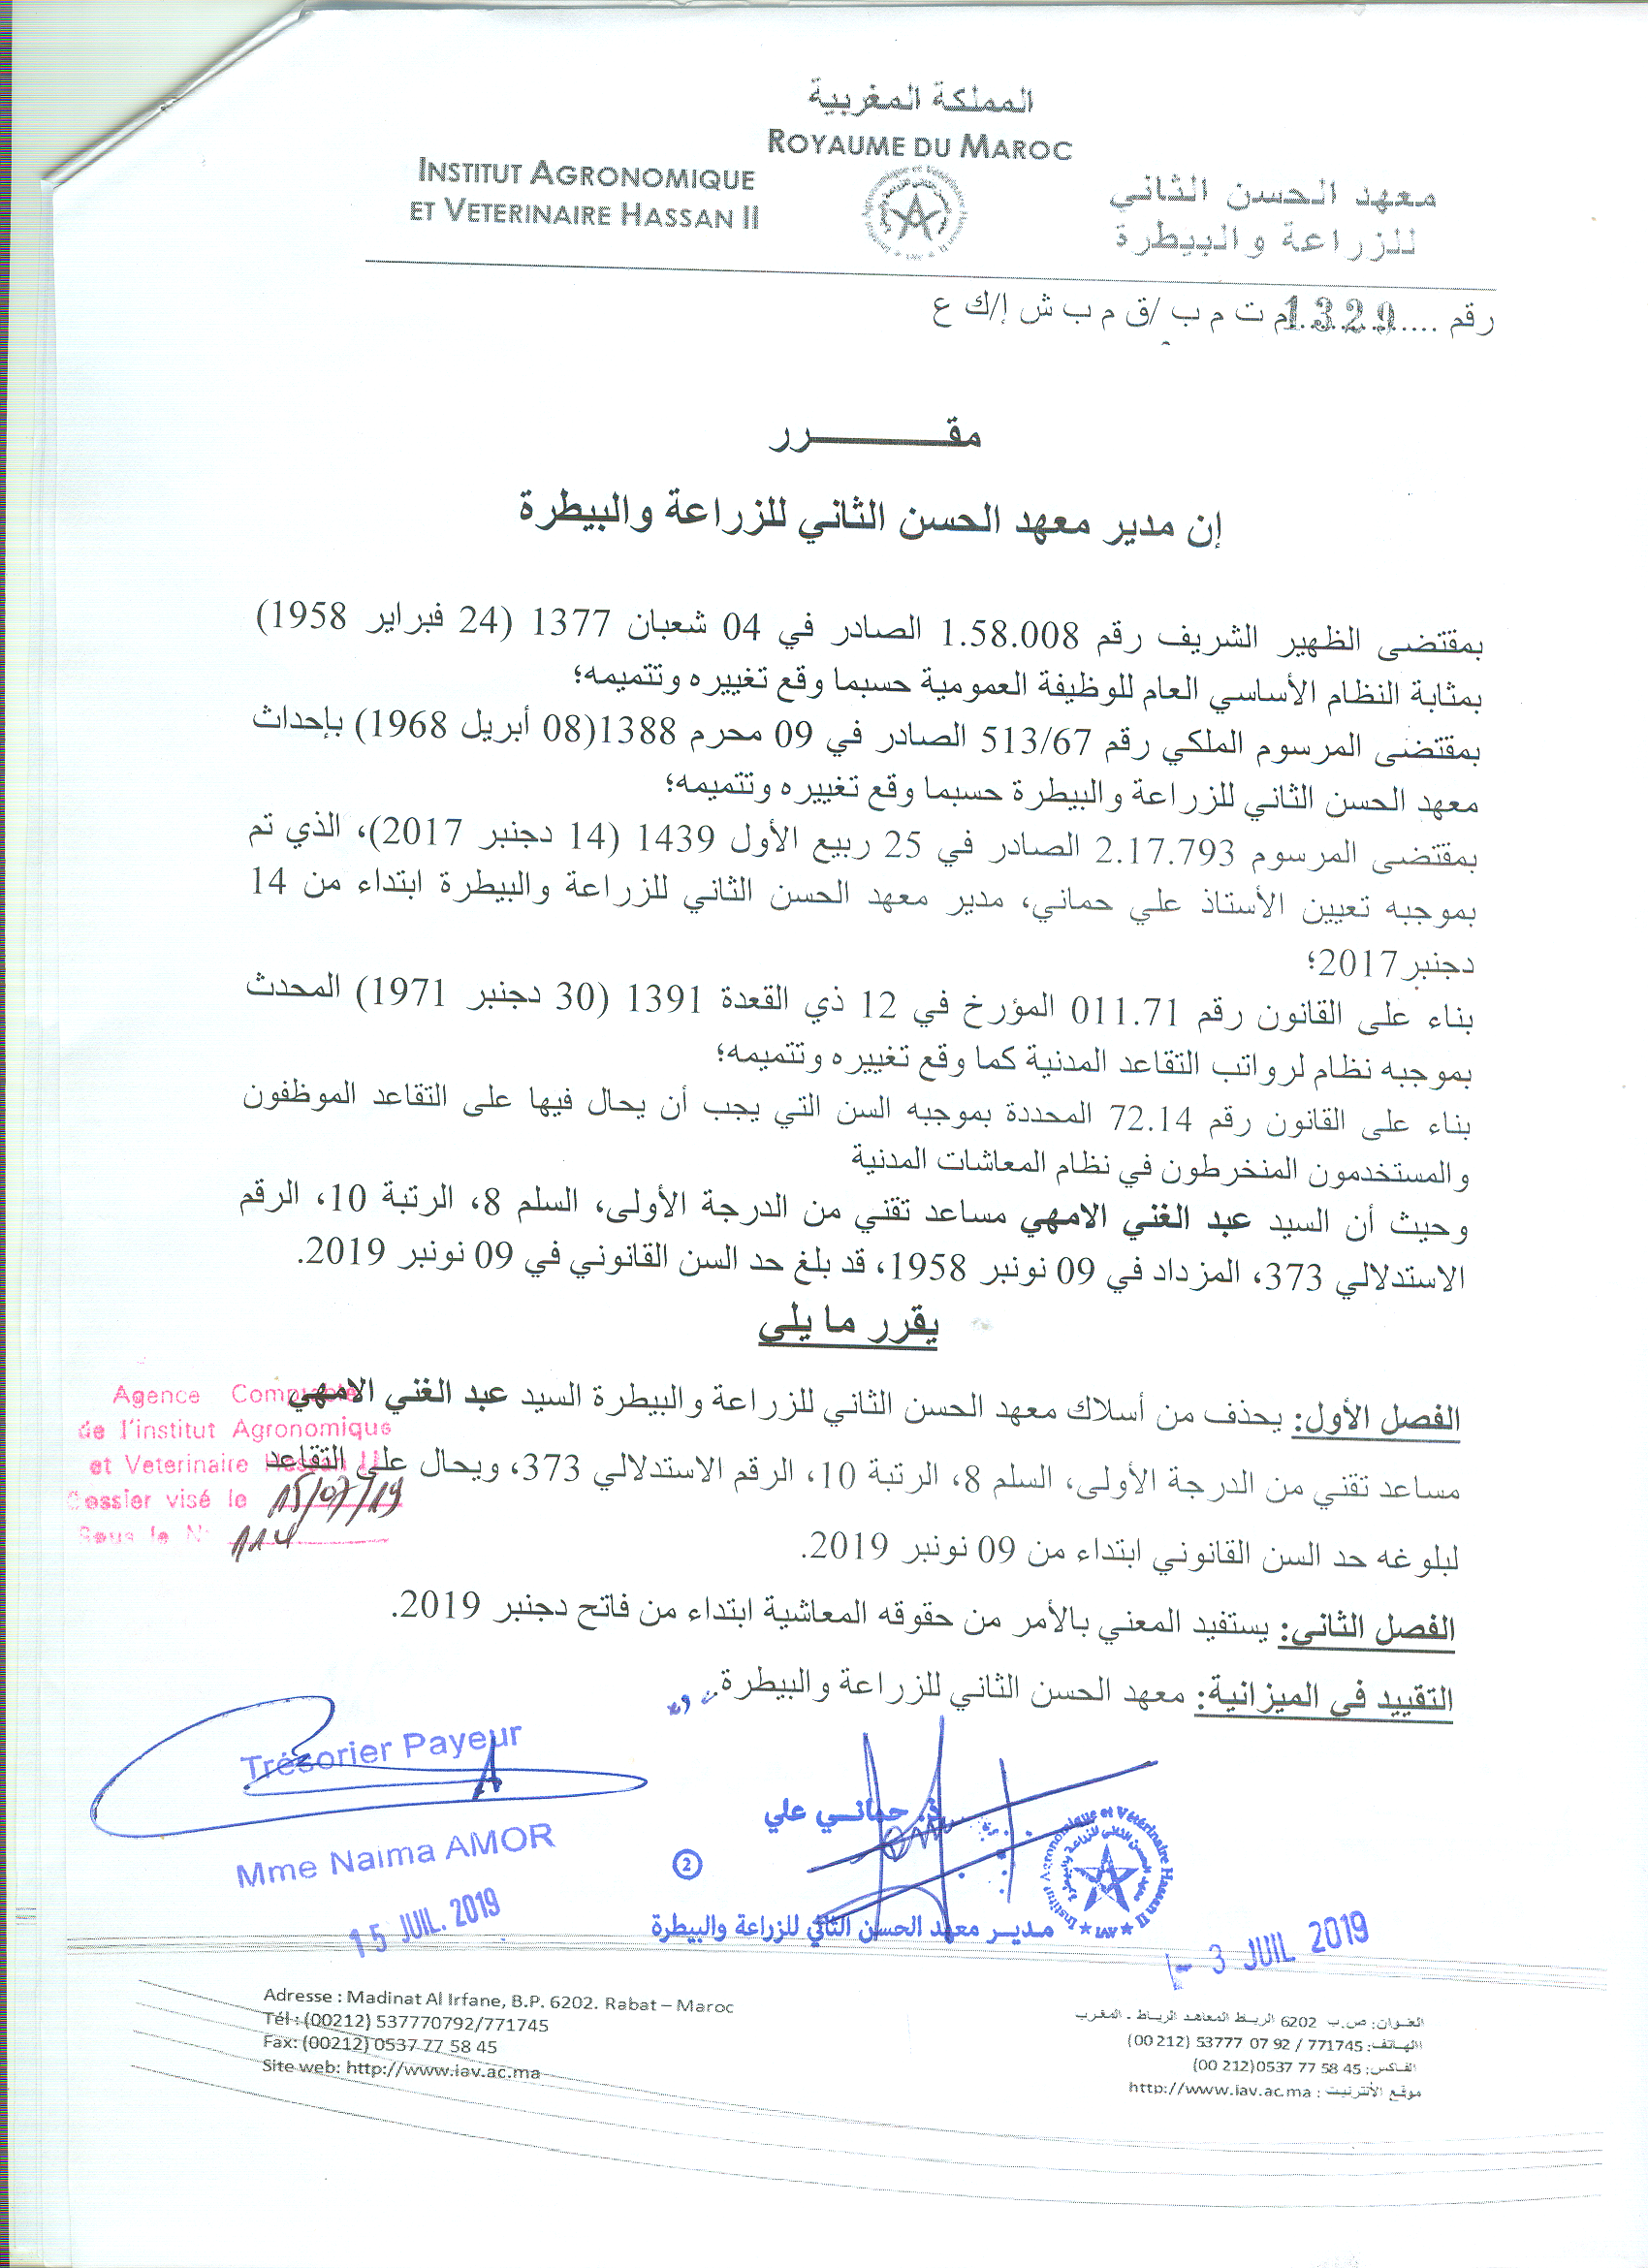 المملكة المغربية
ROYAUME DU MAROC
INSTITUT AGRONOMIQUE
ET VETERINAIRE HASSAN II
معهد الحسن الثاني
للزراعة والبيطرة
رقم .....1329 م ت م ب /ق م ب ش إ/ك ع
مقـــــــــرر
إن مدير معهد الحسن الثاني للزراعة والبيطرة
بمقتضى الظهير الشريف رقم 1.58.008 الصادر في 04 شعبان 1377 (24 فبراير 1958)
بمثابة النظام الأساسي العام للوظيفة العمومية حسبما وقع تغييره وتتميمه؛
بمقتضى المرسوم الملكي رقم 513/67 الصادر في 09 محرم 1388(08 أبريل 1968) بإحداث
معهد الحسن الثاني للزراعة والبيطرة حسبما وقع تغييره وتتميمه؛
بمقتضى المرسوم 2.17.793 الصادر في 25 ربيع الأول 1439 (14 دجنبر 2017)، الذي تم
بموجبه تعيين الأستاذ علي حماني، مدير معهد الحسن الثاني للزراعة والبيطرة ابتداء من 14
دجنبر2017؛
بناء على القانون رقم 011.71 المؤرخ في 12 ذي القعدة 1391 (30 دجنبر 1971) المحدث
بموجبه نظام لرواتب التقاعد المدنية كما وقع تغييره وتتميمه؛
بناء على القانون رقم 72.14 المحددة بموجبه السن التي يجب أن يحال فيها على التقاعد الموظفون
والمستخدمون المنخرطون في نظام المعاشات المدنية
وحيث أن السيد عبد الغني الامهي مساعد تقني من الدرجة الأولى، السلم 8، الرتبة 10، الرقم
الاستدلالي 373، المزداد في 09 نونبر 1958، قد بلغ حد السن القانوني في 09 نونبر 2019.
يقرر ما يلي
الفصل الأول: يحذف من أسلاك معهد الحسن الثاني للزراعة والبيطرة السيد عبد الغني الامهي
مساعد تقني من الدرجة الأولى، السلم 8، الرتبة 10، الرقم الاستدلالي 373، ويحال على التقاعد
لبلوغه حد السن القانوني ابتداء من 09 نونبر 2019.
الفصل الثاني: يستفيد المعني بالأمر من حقوقه المعاشية ابتداء من فاتح دجنبر 2019.
التقييد في الميزانية: معهد الحسن الثاني للزراعة والبيطرة
Agence Comptable
de l'institut Agronomique
et Veterinaire Hassan II
Dossier visé le 15/07/19
Sous le N° 114
Trésorier Payeur
Mme Naima AMOR
15 JUIL. 2019
حمانـي علي
2
مديـر معهد الحسن الثاني للزراعة والبيطرة
Institut Agronomique et Vétérinaire Hassan II
★ IAV ★
- 3 JUIL 2019
Adresse : Madinat Al Irfane, B.P. 6202. Rabat – Maroc
Tél : (00212) 537770792/771745
Fax: (00212) 0537 77 58 45
Site web: http://www.iav.ac.ma
العنوان: ص.ب 6202 الرباط المعاهد الرباط - المغرب
الهاتف: 771745 / 92 07 53777 (212 00)
الفاكس: 45 58 77 0537(212 00)
موقع الأنترنيت : http://www.iav.ac.ma